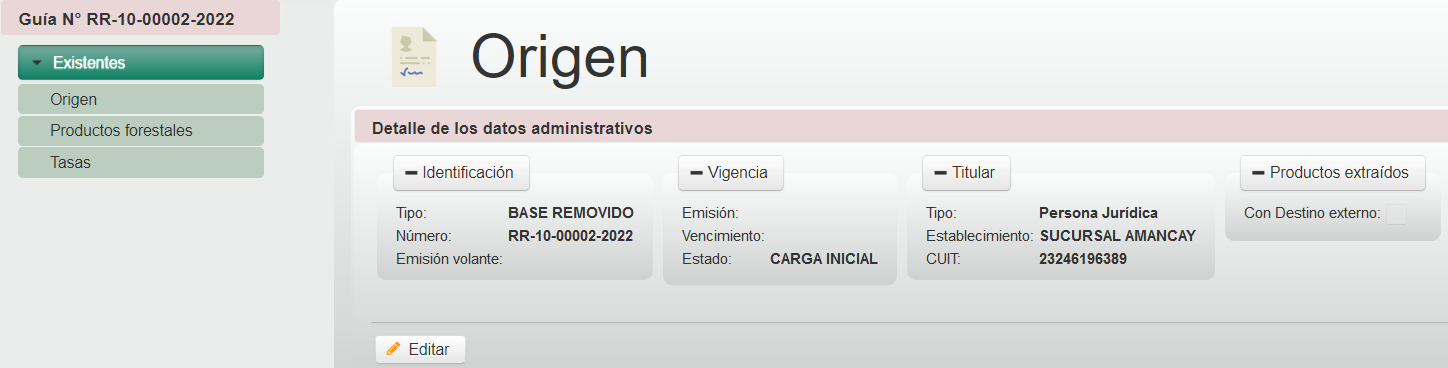 Guía N° RR-10-00002-2022
Existentes
Origen
Productos forestales
Tasas
Origen
Detalle de los datos administrativos
Identificación
Tipo: BASE REMOVIDO
Número: RR-10-00002-2022
Emisión volante:
Vigencia
Emisión:
Vencimiento:
Estado: CARGA INICIAL
Titular
Tipo: Persona Jurídica
Establecimiento: SUCURSAL AMANCAY
CUIT: 23246196389
Productos extraídos
Con Destino externo:
Editar